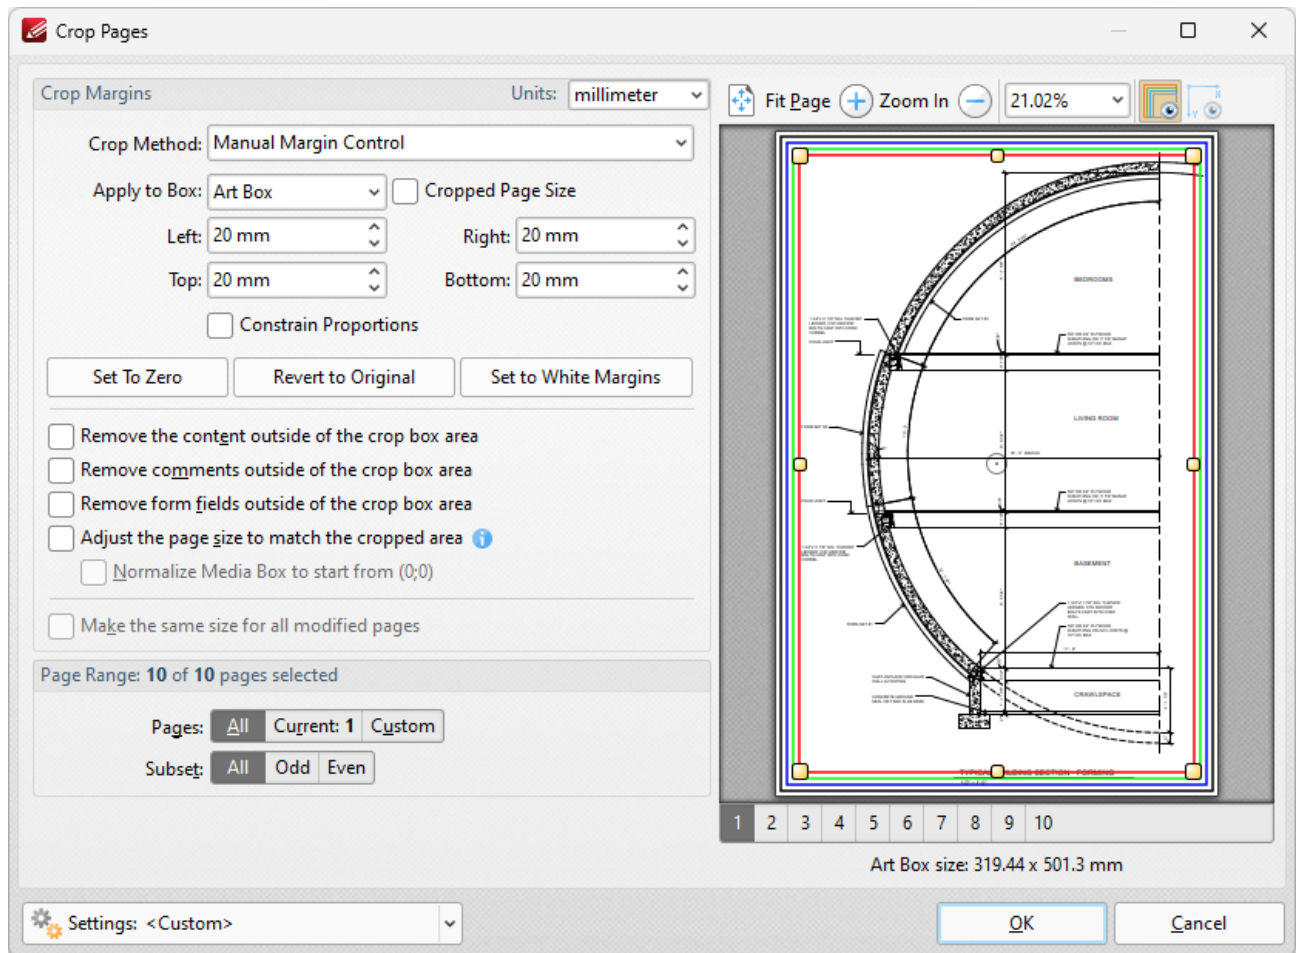 Crop Pages
Crop Margins
Units: millimeter
Crop Method: Manual Margin Control
Apply to Box: Art Box
Cropped Page Size
Left: 20 mm
Right: 20 mm
Top: 20 mm
Bottom: 20 mm
Constrain Proportions
Set To Zero
Revert to Original
Set to White Margins
Remove the content outside of the crop box area
Remove comments outside of the crop box area
Remove form fields outside of the crop box area
Adjust the page size to match the cropped area
Normalize Media Box to start from (0;0)
Make the same size for all modified pages
Page Range: 10 of 10 pages selected
Pages: All Current: 1 Custom
Subset: All Odd Even
Fit Page Zoom In 21.02%
BEDROOMS
LIVING ROOM
BASEMENT
CRAWLSPACE
1 2 3 4 5 6 7 8 9 10
Art Box size: 319.44 x 501.3 mm
Settings: <Custom>
OK
Cancel